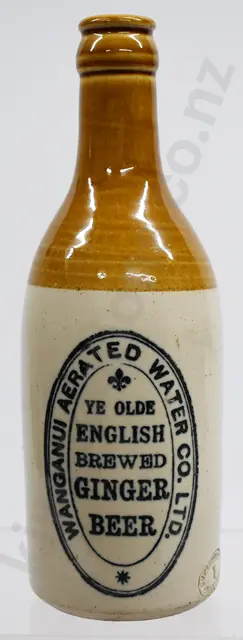 WANGANUI AERATED WATER CO. LTD.
YE OLDE
ENGLISH
BREWED
GINGER
BEER